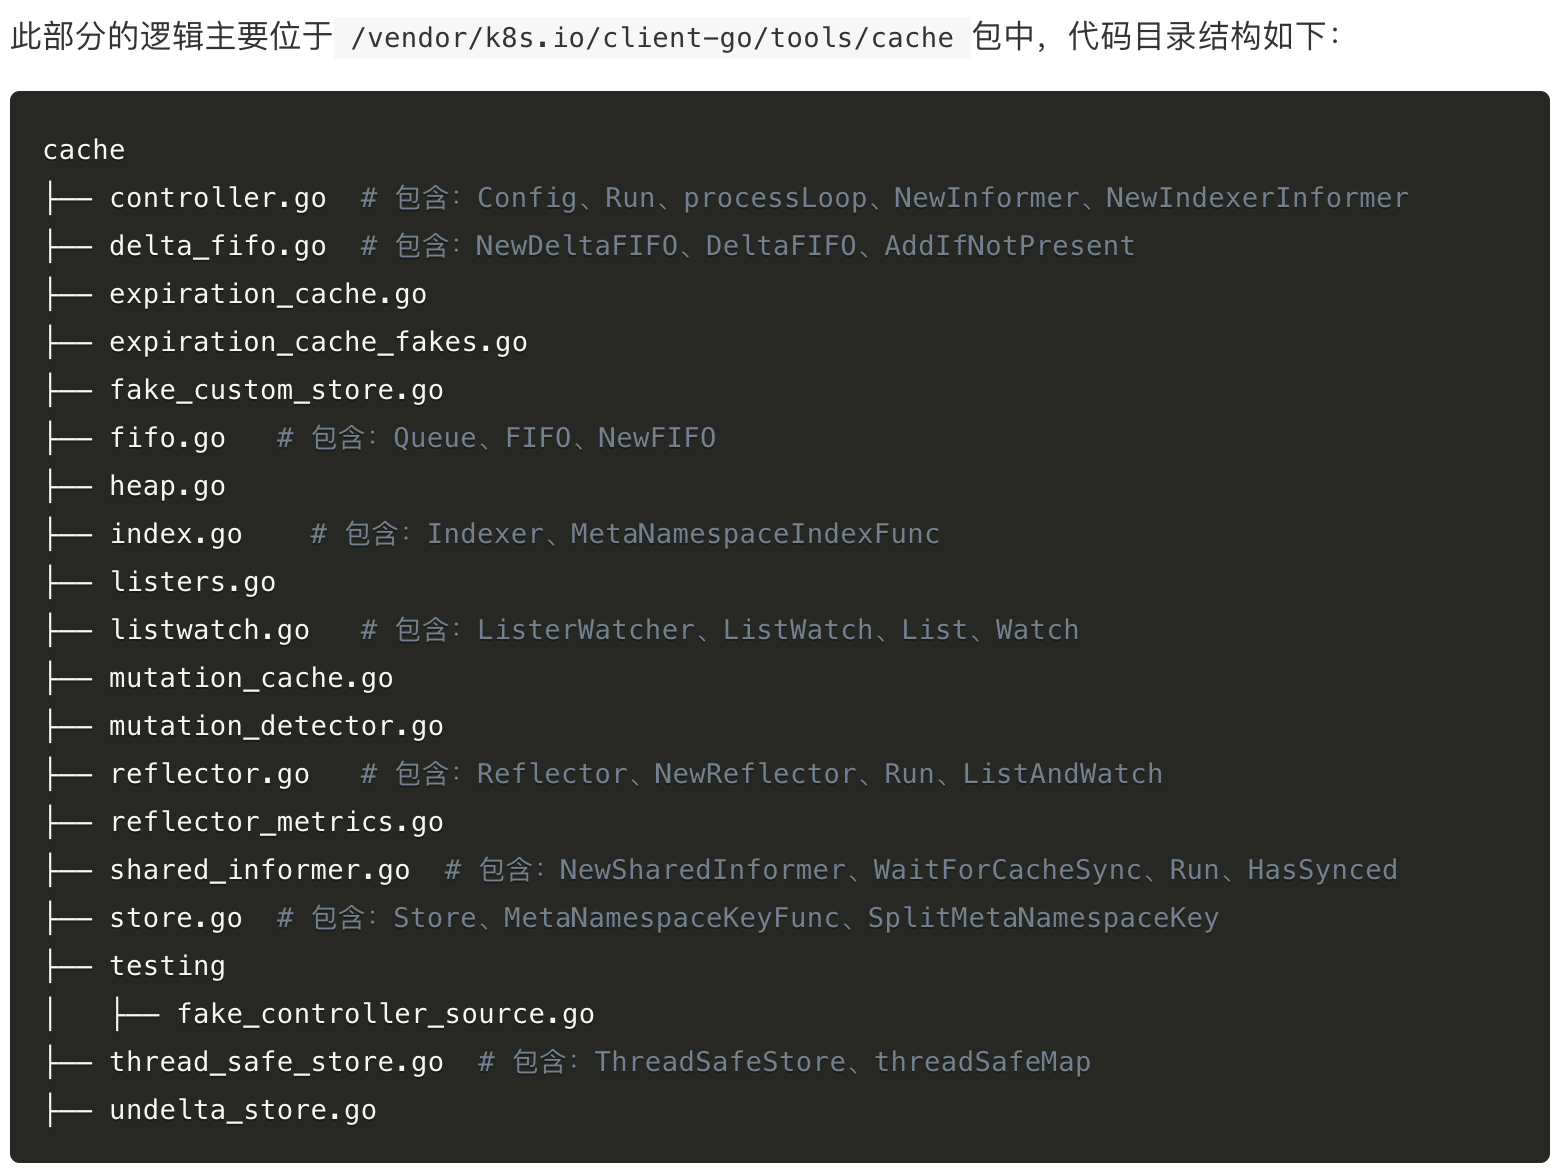 此部分的逻辑主要位于 /vendor/k8s.io/client-go/tools/cache 包中，代码目录结构如下：
cache
├── controller.go  # 包含：Config、Run、processLoop、NewInformer、NewIndexerInformer
├── delta_fifo.go  # 包含：NewDeltaFIFO、DeltaFIFO、AddIfNotPresent
├── expiration_cache.go
├── expiration_cache_fakes.go
├── fake_custom_store.go
├── fifo.go   # 包含：Queue、FIFO、NewFIFO
├── heap.go
├── index.go    # 包含：Indexer、MetaNamespaceIndexFunc
├── listers.go
├── listwatch.go   # 包含：ListerWatcher、ListWatch、List、Watch
├── mutation_cache.go
├── mutation_detector.go
├── reflector.go   # 包含：Reflector、NewReflector、Run、ListAndWatch
├── reflector_metrics.go
├── shared_informer.go  # 包含：NewSharedInformer、WaitForCacheSync、Run、HasSynced
├── store.go  # 包含：Store、MetaNamespaceKeyFunc、SplitMetaNamespaceKey
├── testing
│   ├── fake_controller_source.go
├── thread_safe_store.go  # 包含：ThreadSafeStore、threadSafeMap
├── undelta_store.go